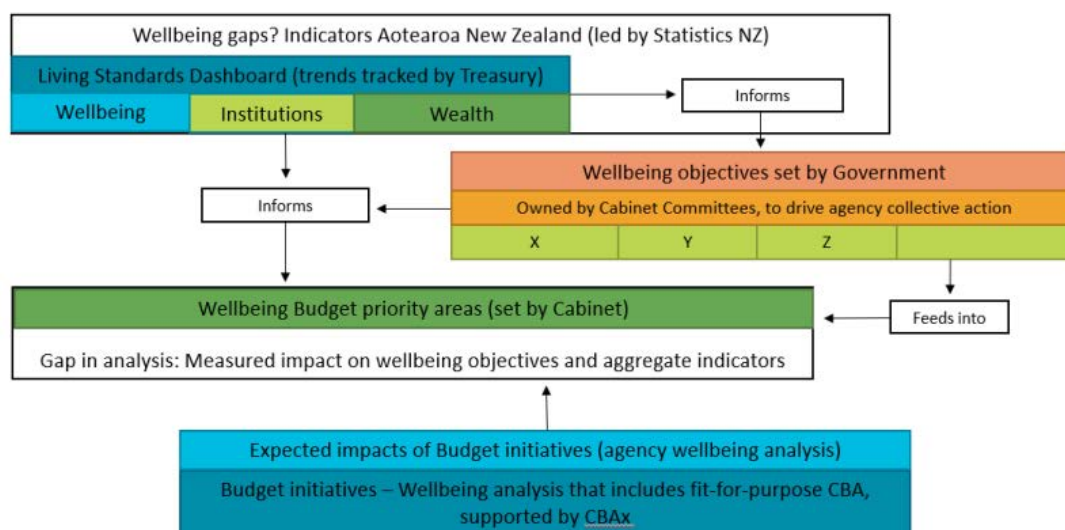 Wellbeing gaps? Indicators Aotearoa New Zealand (led by Statistics NZ)
Living Standards Dashboard (trends tracked by Treasury)
Wellbeing
Institutions
Wealth
Informs
Wellbeing objectives set by Government
Owned by Cabinet Committees, to drive agency collective action
X
Y
Z
Informs
Wellbeing Budget priority areas (set by Cabinet)
Feeds into
Gap in analysis: Measured impact on wellbeing objectives and aggregate indicators
Expected impacts of Budget initiatives (agency wellbeing analysis)
Budget initiatives – Wellbeing analysis that includes fit-for-purpose CBA,
supported by CBAx